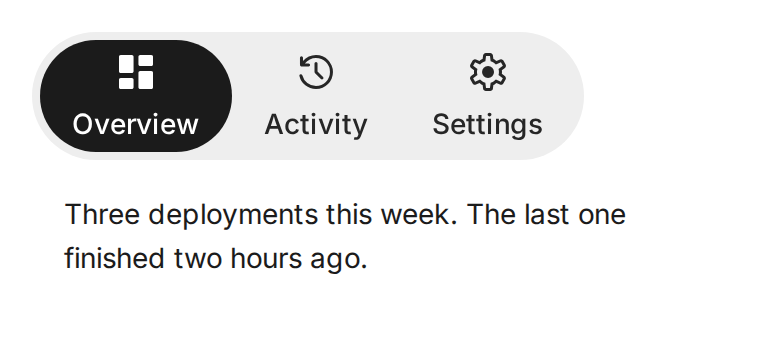 Overview
Activity
Settings
Three deployments this week. The last one
finished two hours ago.